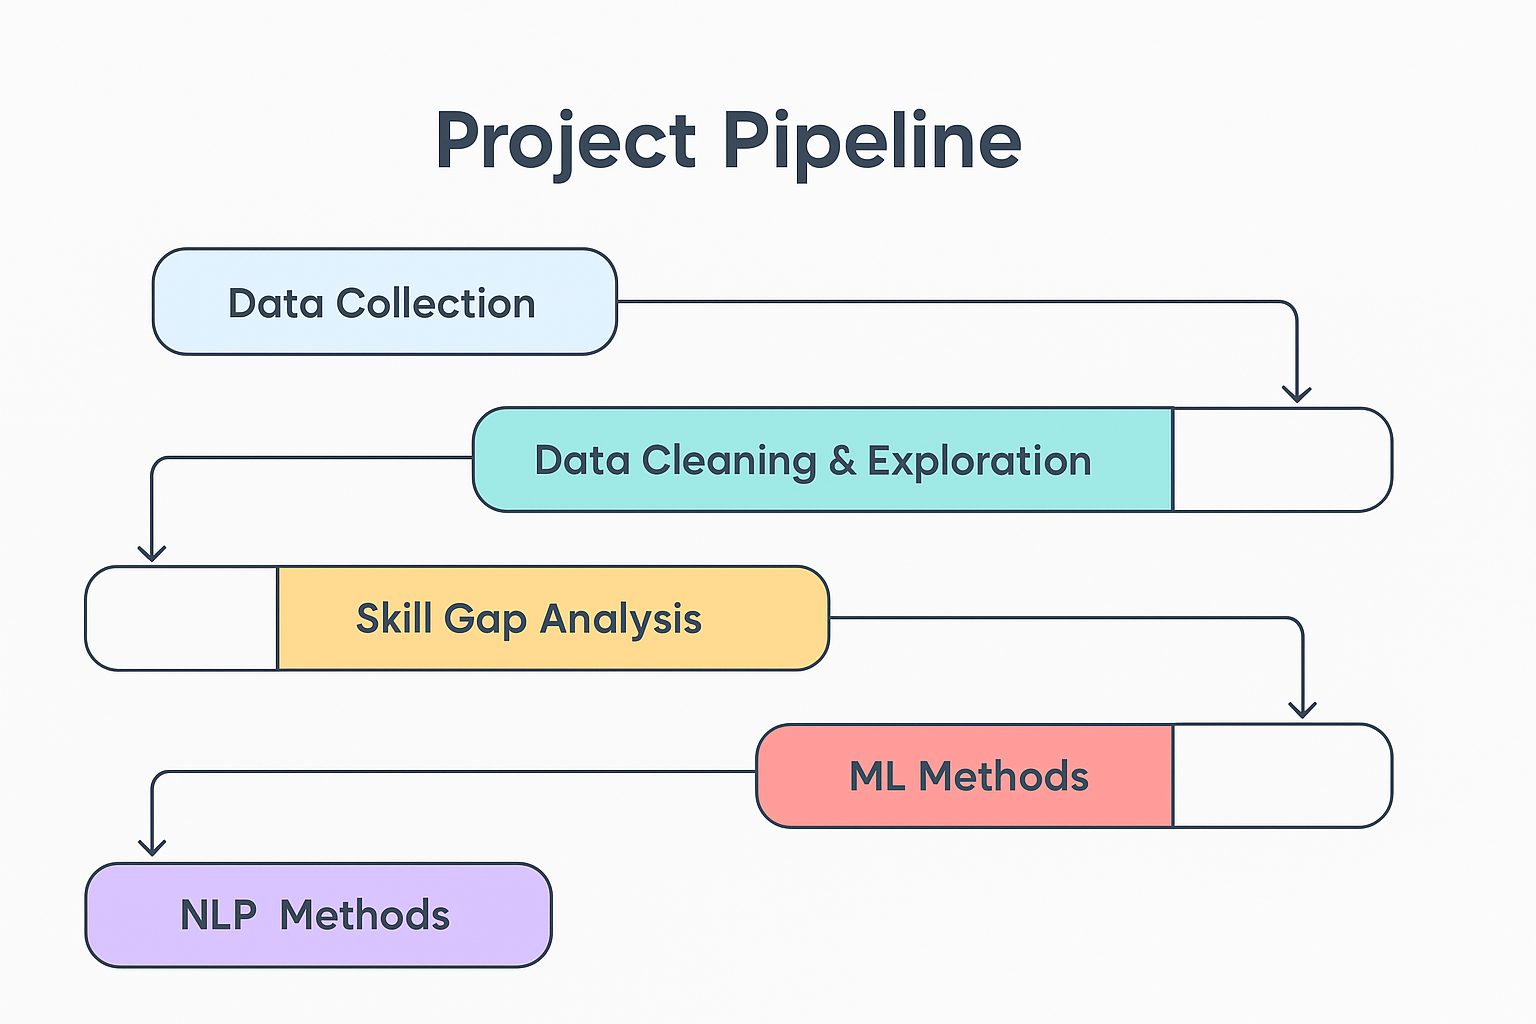 Project Pipeline
Data Collection
Data Cleaning & Exploration
Skill Gap Analysis
ML Methods
NLP Methods